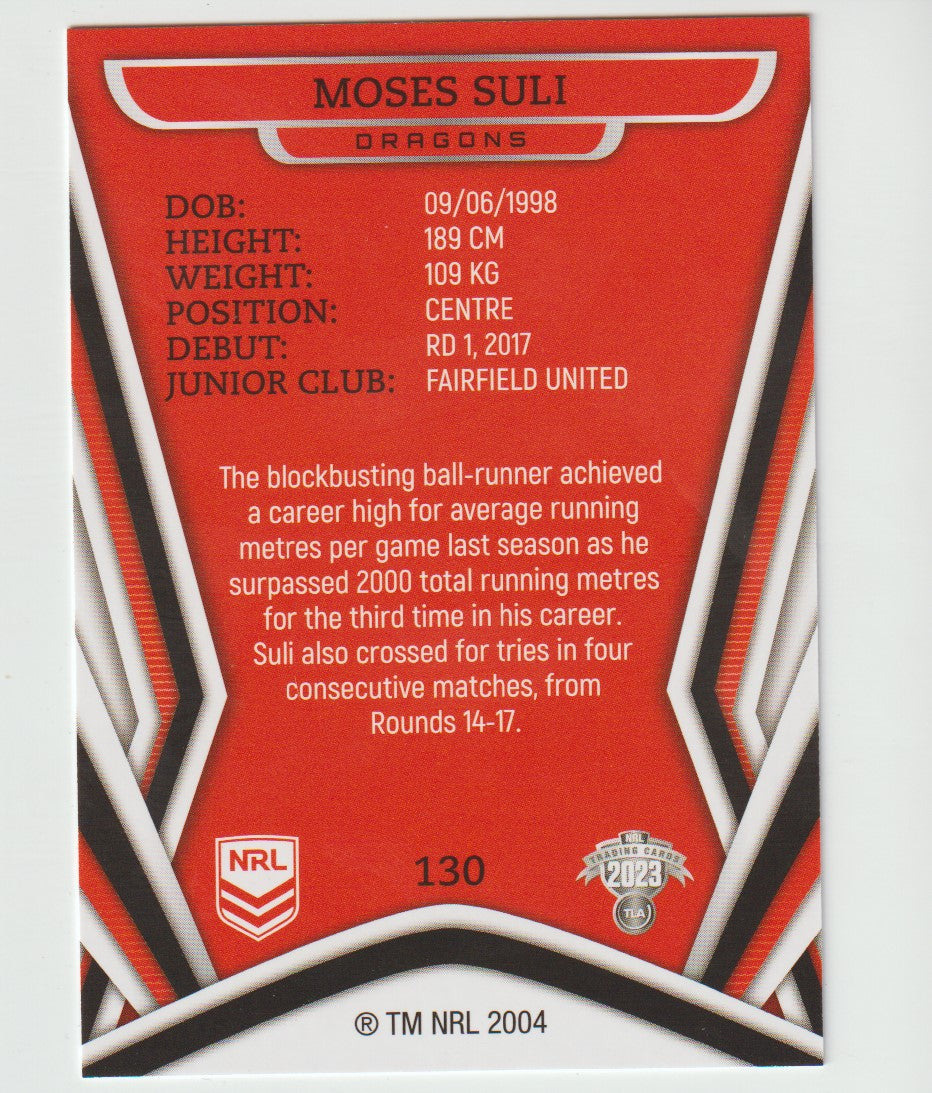 MOSES SULI
DRAGONS
DOB: 09/06/1998
HEIGHT: 189 CM
WEIGHT: 109 KG
POSITION: CENTRE
DEBUT: RD 1, 2017
JUNIOR CLUB: FAIRFIELD UNITED
The blockbusting ball-runner achieved
a career high for average running
metres per game last season as he
surpassed 2000 total running metres
for the third time in his career.
Suli also crossed for tries in four
consecutive matches, from
Rounds 14-17.
NRL
130
NRL
TRADING CARDS
2023
TLA
® TM NRL 2004